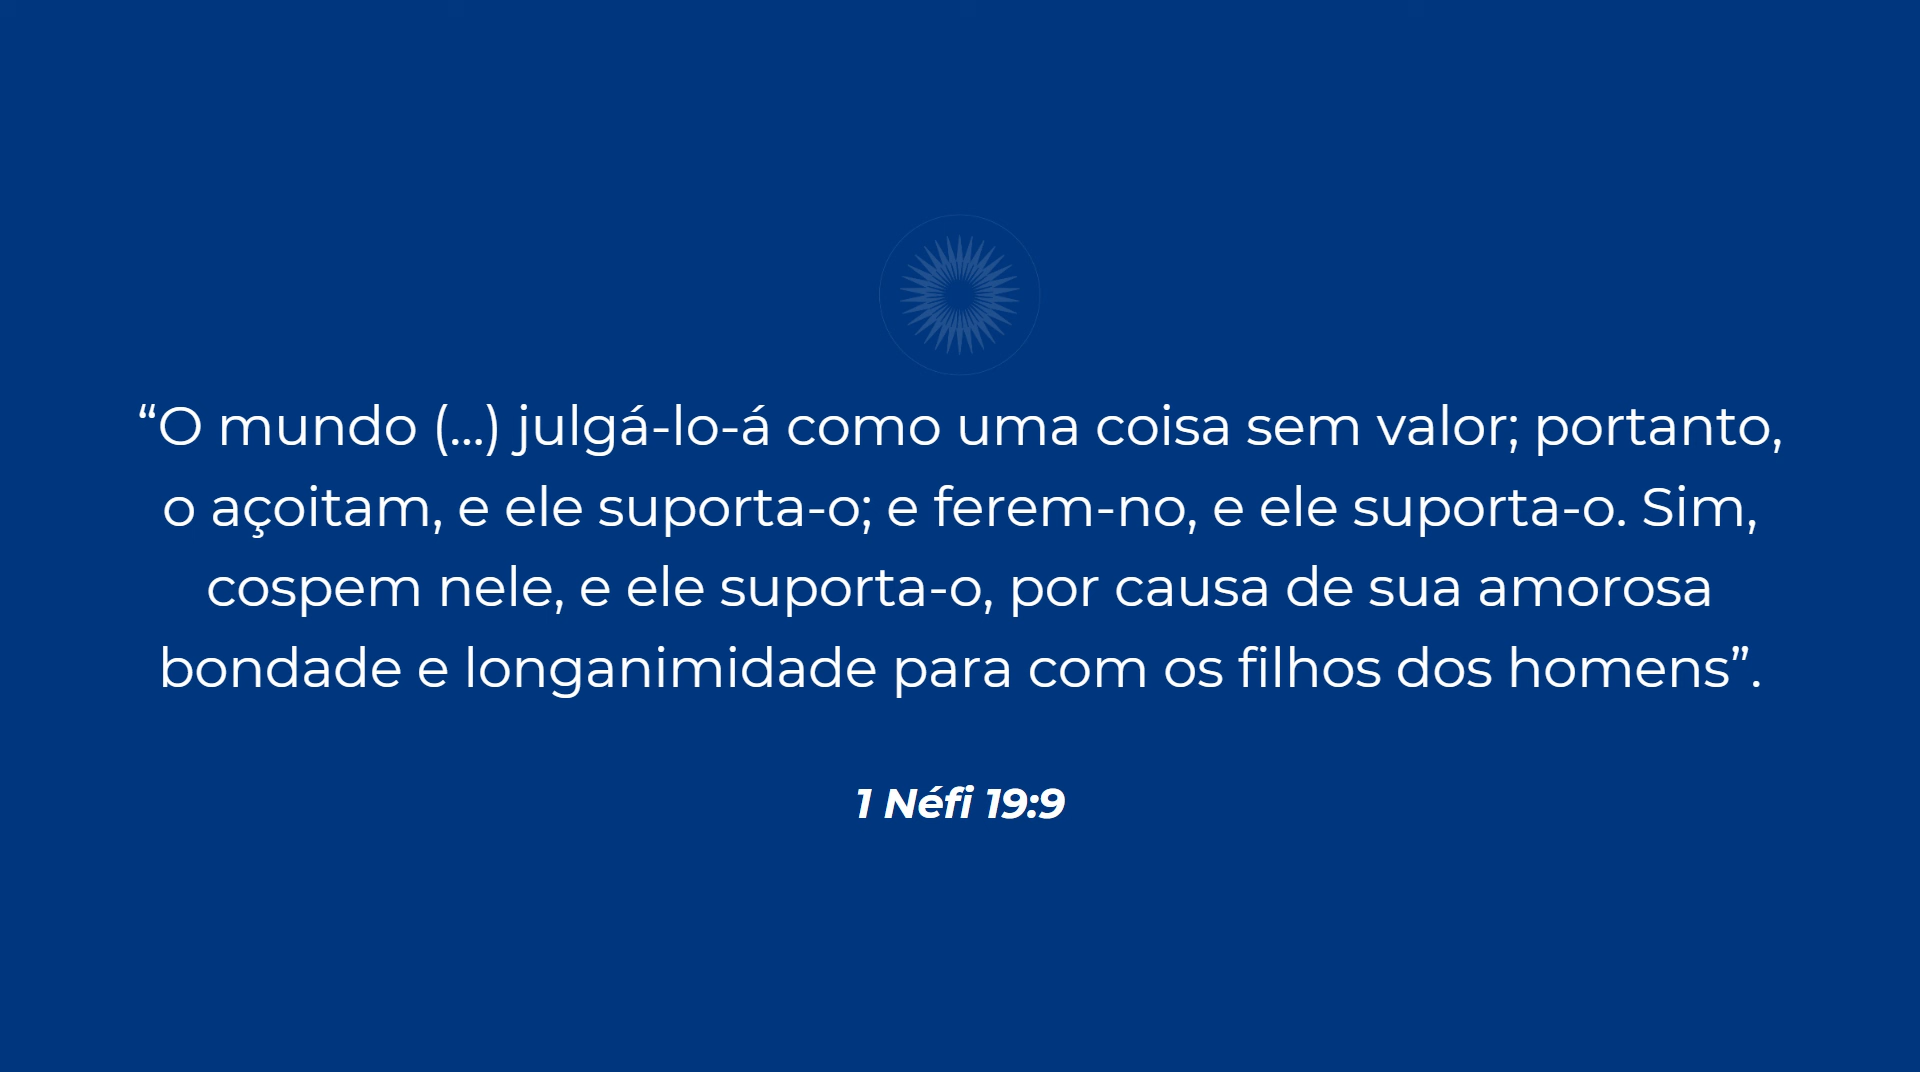 “O mundo (...) julgá-lo-á como uma coisa sem valor; portanto,
o açoitam, e ele suporta-o; e ferem-no, e ele suporta-o. Sim,
cospem nele, e ele suporta-o, por causa de sua amorosa
bondade e longanimidade para com os filhos dos homens”.
1 Néfi 19:9